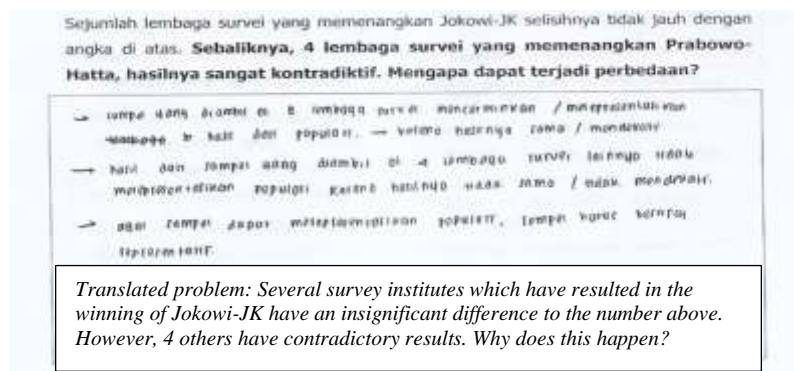 Sejumlah lembaga survei yang memenangkan Jokowi-JK selisihnya tidak jauh dengan
angka di atas. Sebaliknya, 4 lembaga survei yang memenangkan Prabowo-
Hatta, hasilnya sangat kontradiktif. Mengapa dapat terjadi perbedaan?
→ yang diambil di 8 lembaga survei mencerminkan /
hasil dari populasi. → karena hasilnya sama / mendekati
→ hasil dari sampel yang diambil di 4 lembaga survei lainnya tidak
merepresentasikan populasi karena hasilnya tidak sama / tidak mendekati.
→ agar sampel dapat merepresentasikan populasi, sampel harus bersifat
representatif.
Translated problem: Several survey institutes which have resulted in the
winning of Jokowi-JK have an insignificant difference to the number above.
However, 4 others have contradictory results. Why does this happen?